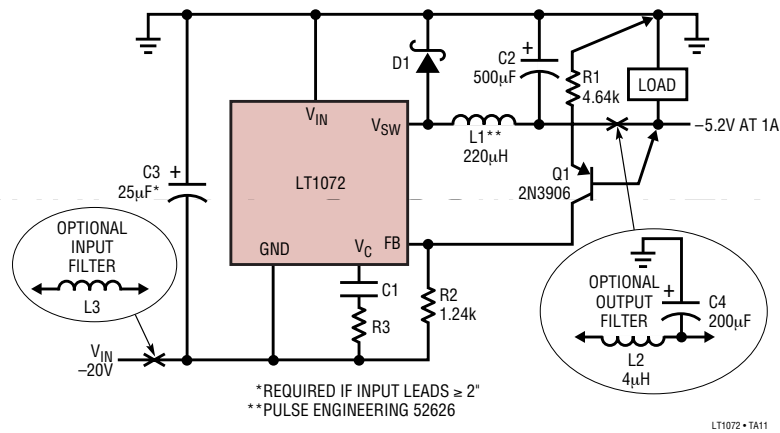 D1
C2
500µF
+
R1
4.64k
LOAD
VIN
VSW
L1**
220µH
–5.2V AT 1A
C3
25µF*
+
LT1072
Q1
2N3906
OPTIONAL
INPUT
FILTER
L3
GND
VC
FB
C1
R3
R2
1.24k
OPTIONAL
OUTPUT
FILTER
+
C4
200µF
L2
4µH
VIN
–20V
*REQUIRED IF INPUT LEADS ≥ 2"
**PULSE ENGINEERING 52626
LT1072 • TA11